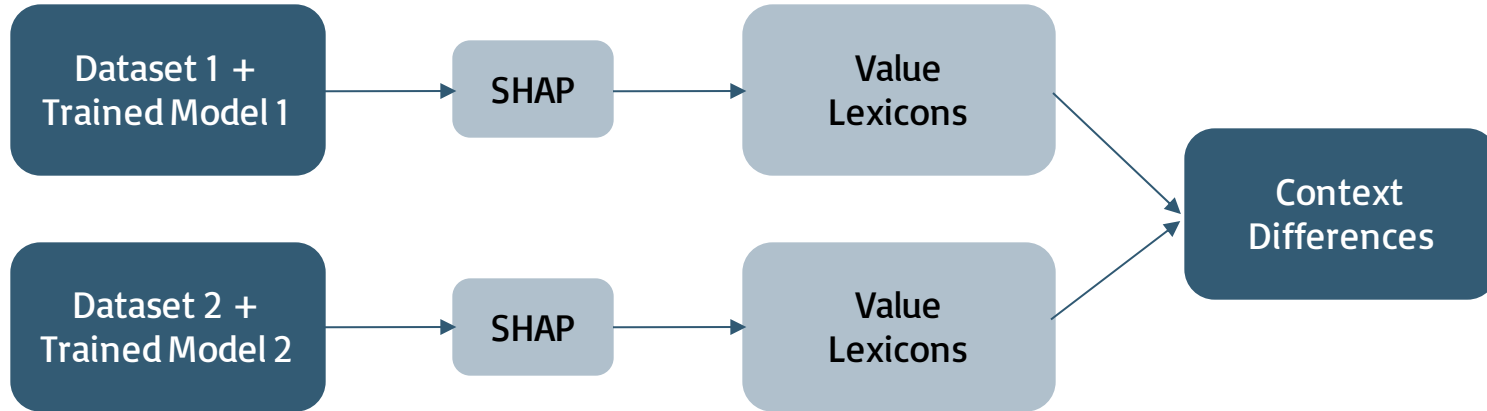 Dataset 1 +
Trained Model 1
SHAP
Value
Lexicons
Dataset 2 +
Trained Model 2
SHAP
Value
Lexicons
Context
Differences